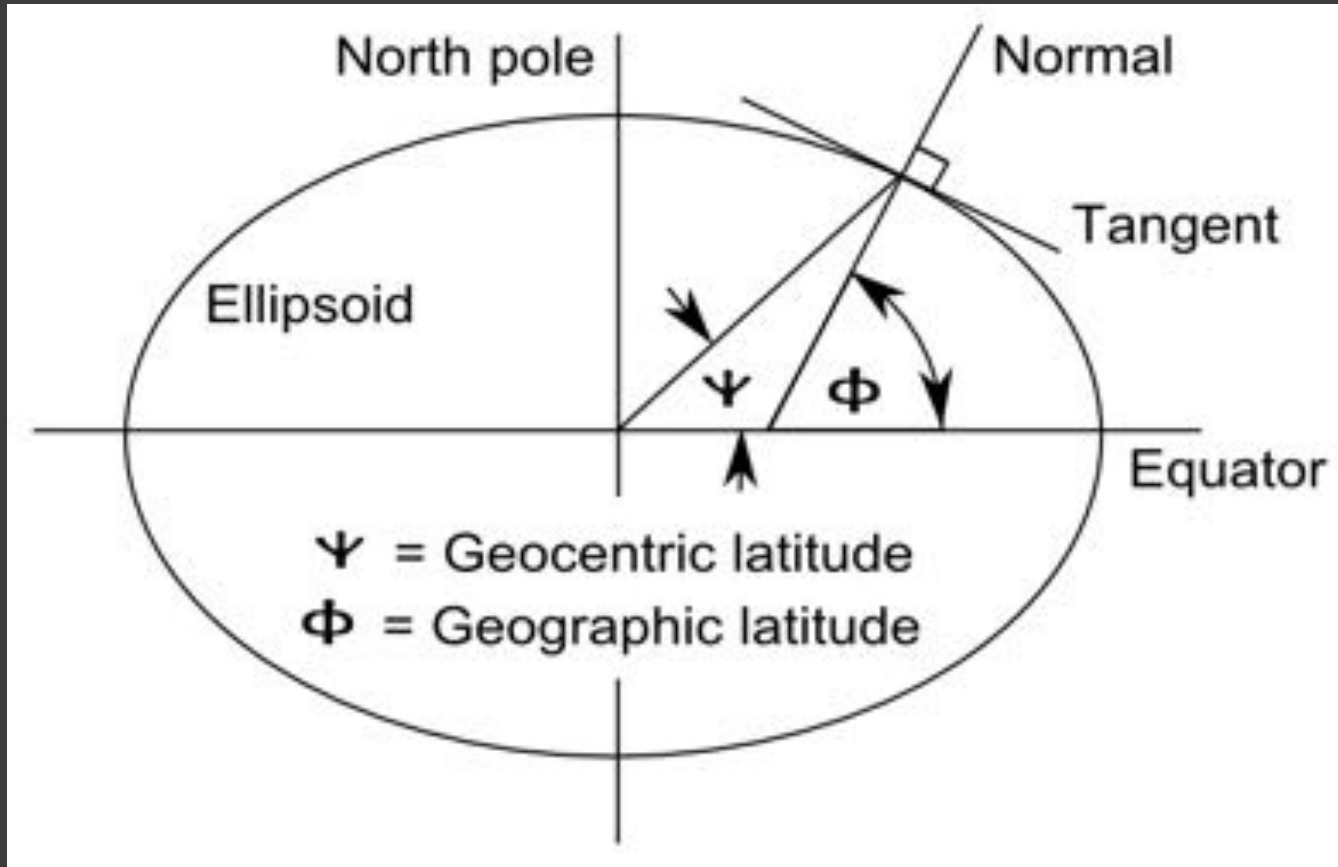 North pole
Normal
Tangent
Ellipsoid
Ψ
Φ
Equator
Ψ = Geocentric latitude
Φ = Geographic latitude